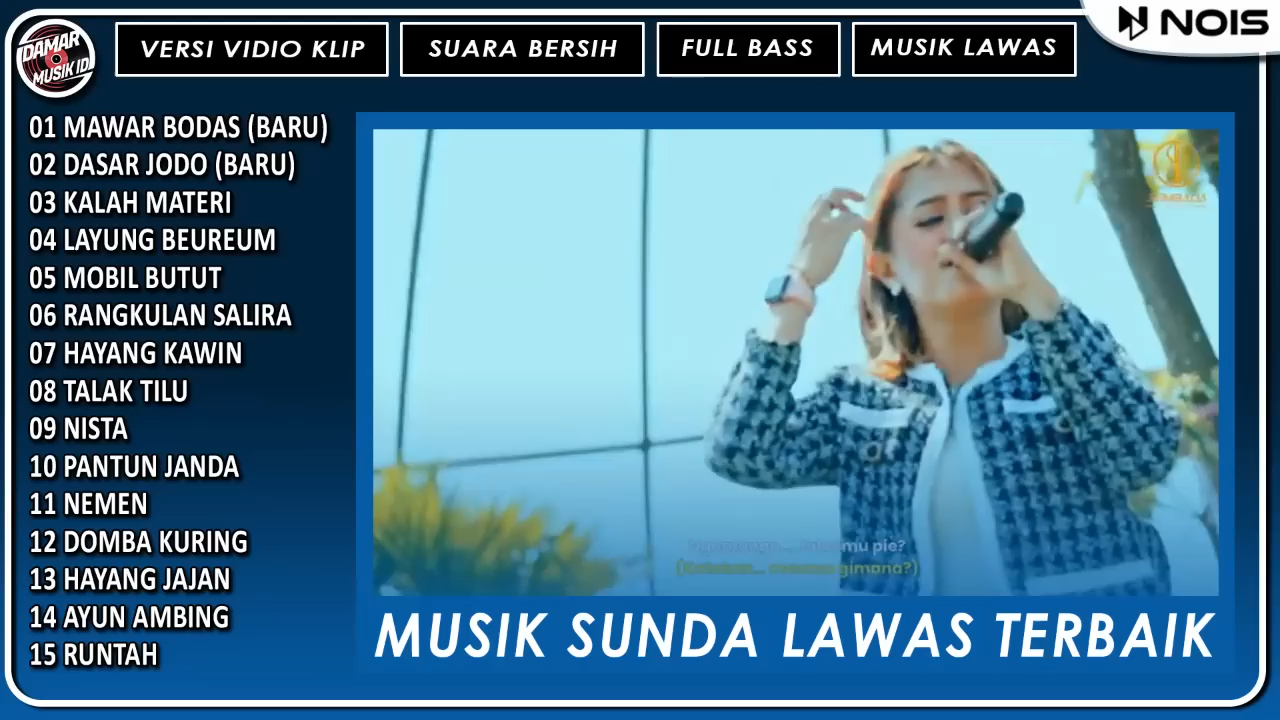 DAMAR
MUSIK ID
VERSI VIDIO KLIP
SUARA BERSIH
FULL BASS
MUSIK LAWAS
NOIS
01 MAWAR BODAS (BARU)
02 DASAR JODO (BARU)
03 KALAH MATERI
04 LAYUNG BEUREUM
05 MOBIL BUTUT
06 RANGKULAN SALIRA
07 HAYANG KAWIN
08 TALAK TILU
09 NISTA
10 PANTUN JANDA
11 NEMEN
12 DOMBA KURING
13 HAYANG JAJAN
14 AYUN AMBING
15 RUNTAH
pie?
gimana?)
MUSIK SUNDA LAWAS TERBAIK